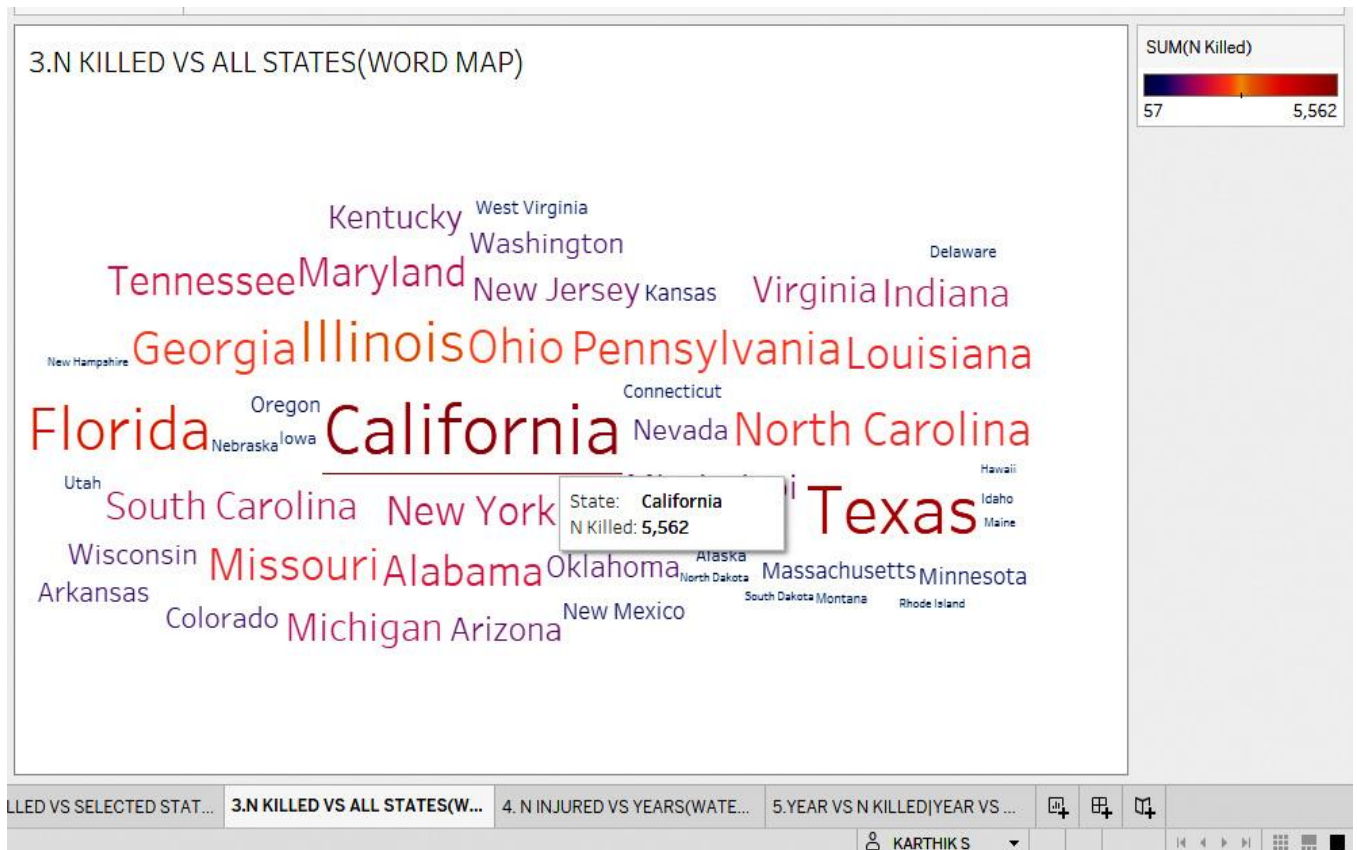 3.N KILLED VS ALL STATES(WORD MAP)
SUM(N Killed)
57 5,562
Kentucky West Virginia
Washington
Delaware
Tennessee Maryland New Jersey Kansas Virginia Indiana
New Hampshire Georgia Illinois Ohio Pennsylvania Louisiana
Connecticut
Florida Oregon Nebraska Iowa California Nevada North Carolina
Utah
Hawaii
South Carolina New York Texas Idaho
Maine
State: California
N Killed: 5,562
Wisconsin Missouri Alabama Oklahoma Alaska
North Dakota Massachusetts Minnesota
Arkansas
South Dakota Montana Rhode Island
Colorado Michigan Arizona New Mexico
LLED VS SELECTED STAT... 3.N KILLED VS ALL STATES(W... 4. N INJURED VS YEARS(WATE... 5.YEAR VS N KILLED|YEAR VS ...
KARTHIK S